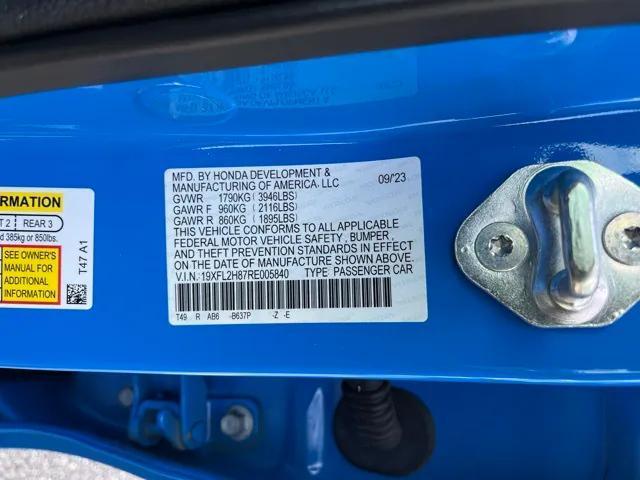 MFD. BY HONDA DEVELOPMENT &
MANUFACTURING OF AMERICA, LLC 09/23
GVWR 1790KG (3946LBS)
GAWR F 960KG (2116LBS)
GAWR R 860KG (1895LBS)
THIS VEHICLE CONFORMS TO ALL APPLICABLE
FEDERAL MOTOR VEHICLE SAFETY, BUMPER
AND THEFT PREVENTION STANDARDS IN EFFECT
ON THE DATE OF MANUFACTURE SHOWN ABOVE.
V.I.N. 19XFL2H87RE005840 TYPE PASSENGER CAR
T49 R AB6 -B637P -Z -E
FORMATION
2 REAR 3
385kg or 850lbs.
SEE OWNER'S
MANUAL FOR
ADDITIONAL
INFORMATION
T47 A1